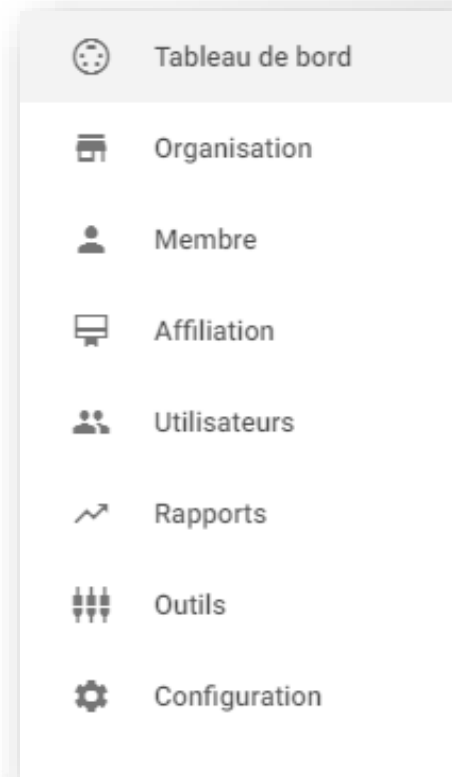 Tableau de bord
Organisation
Membre
Affiliation
Utilisateurs
Rapports
Outils
Configuration